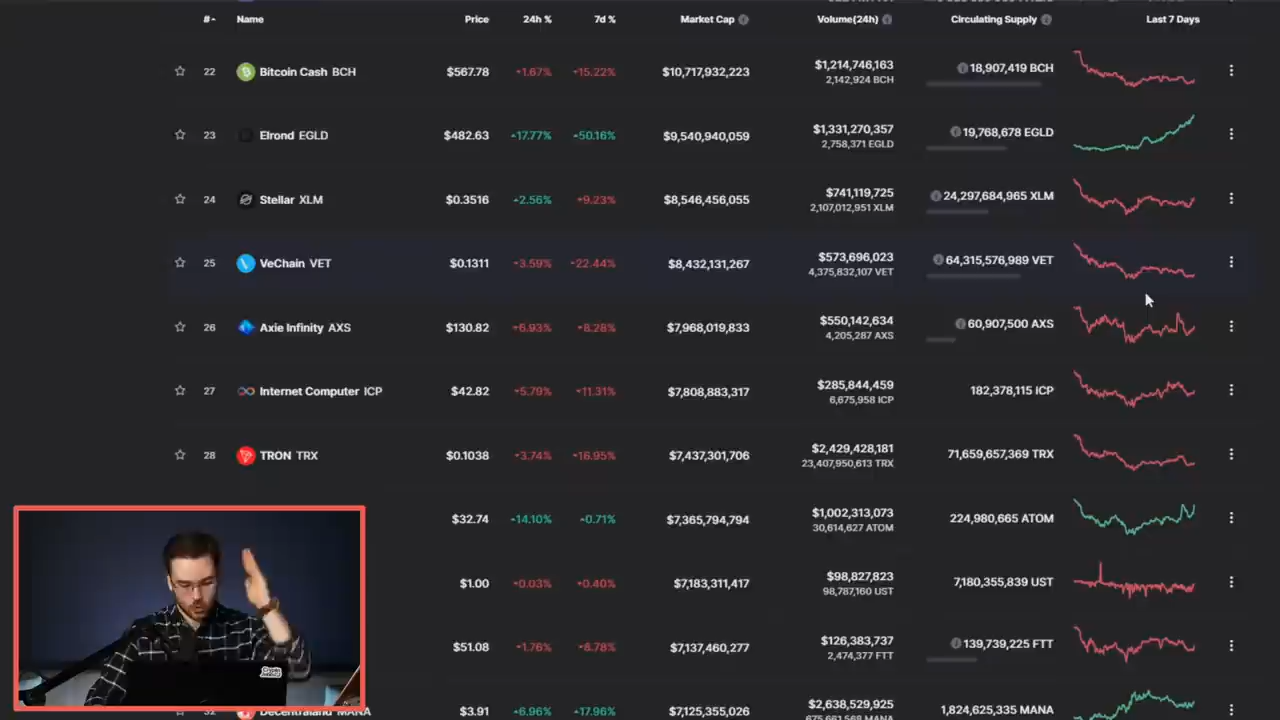 # Name Price 24h % 7d % Market Cap Volume(24h) Circulating Supply Last 7 Days
22 Bitcoin Cash BCH $567.78 1.67% 15.22% $10,717,932,223 $1,214,746,163 18,907,419 BCH
2,142,924 BCH
23 Elrond EGLD $482.63 17.77% 50.16% $9,540,940,059 $1,331,270,357 19,768,678 EGLD
2,758,371 EGLD
24 Stellar XLM $0.3516 2.56% 9.23% $8,546,456,055 $741,119,725 24,297,684,965 XLM
2,107,012,951 XLM
25 VeChain VET $0.1311 3.59% 22.44% $8,432,131,267 $573,696,023 64,315,576,989 VET
4,375,832,107 VET
26 Axie Infinity AXS $130.82 6.93% 8.28% $7,968,019,833 $550,142,634 60,907,500 AXS
4,205,287 AXS
27 Internet Computer ICP $42.82 5.79% 11.31% $7,808,883,317 $285,844,459 182,378,115 ICP
6,675,958 ICP
28 TRON TRX $0.1038 3.74% 16.95% $7,437,301,706 $2,429,428,181 71,659,657,369 TRX
23,407,950,613 TRX
$32.74 14.10% 0.71% $7,365,794,794 $1,002,313,073 224,980,665 ATOM
30,614,627 ATOM
$1.00 0.03% 0.40% $7,183,311,417 $98,827,823 7,180,355,839 UST
98,787,160 UST
$51.08 1.76% 8.78% $7,137,460,277 $126,383,737 139,739,225 FTT
2,474,377 FTT
32 Decentraland MANA $3.91 6.96% 17.96% $7,125,355,026 $2,638,529,925 1,824,625,335 MANA
675,661,568 MANA